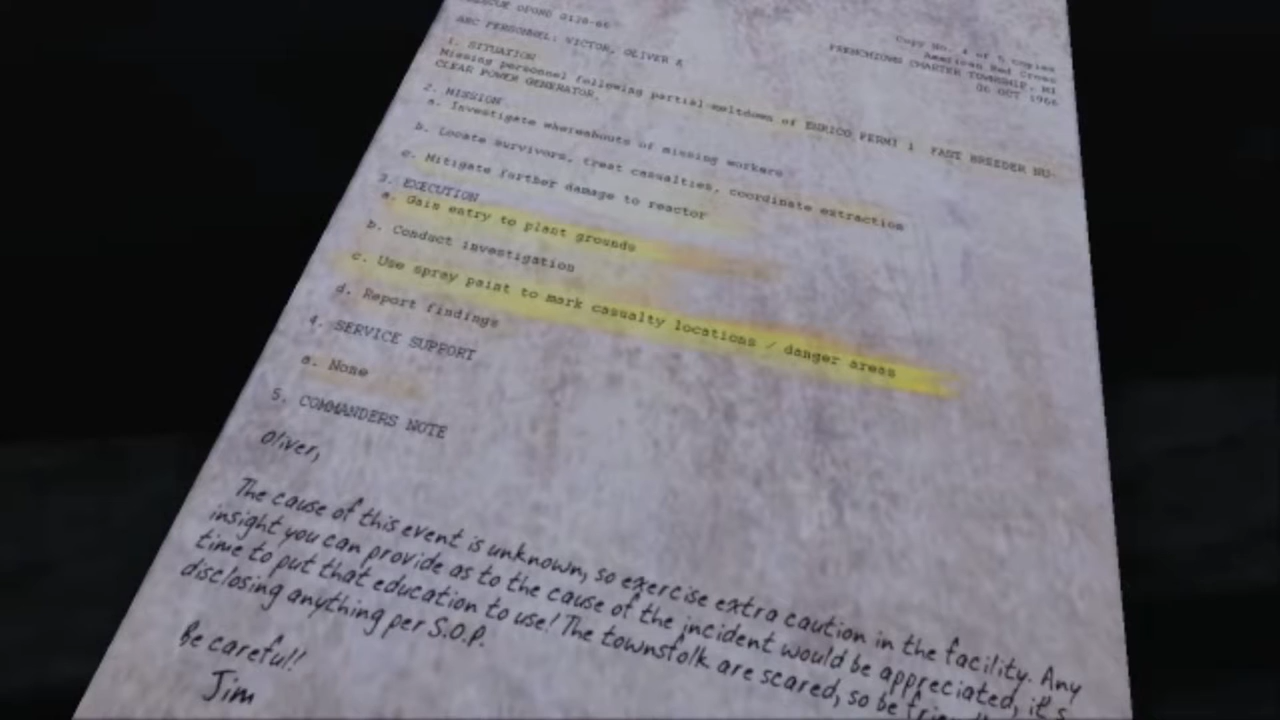 OPORD 0128-66
Copy No. 4 of 5 copies
American Red Cross
FRENCHTOWN CHARTER TOWNSHIP, MI
06 OCT 1966
ARC PERSONNEL: VICTOR, OLIVER K
1. SITUATION
Missing personnel following partial meltdown of ENRICO FERMI 1 FAST BREEDER NU-
CLEAR POWER GENERATOR.
2. MISSION
a. Investigate whereabouts of missing workers
b. Locate survivors, treat casualties, coordinate extraction
c. Mitigate further damage to reactor
3. EXECUTION
a. Gain entry to plant grounds
b. Conduct investigation
c. Use spray paint to mark casualty locations / danger areas
d. Report findings
4. SERVICE SUPPORT
a. None
5. COMMANDERS NOTE
Oliver,
The cause of this event is unknown, so exercise extra caution in the facility. Any
insight you can provide as to the cause of the incident would be appreciated, it's
time to put that education to use! The townsfolk are scared, so be
disclosing anything per S.O.P.
Be careful!
Jim